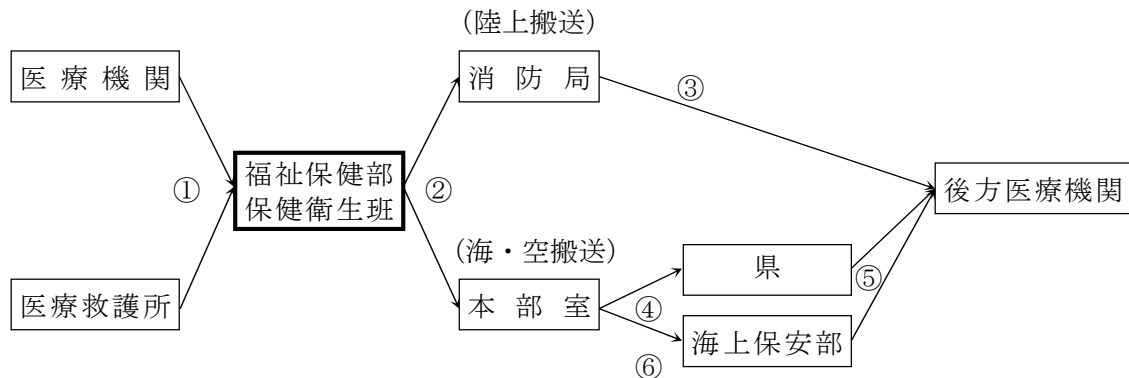 (陸上搬送)
医療機関
消防局
③
①
福祉保健部
保健衛生班
②
後方医療機関
(海・空搬送)
県
⑤
医療救護所
本部室
④
海上保安部
⑥